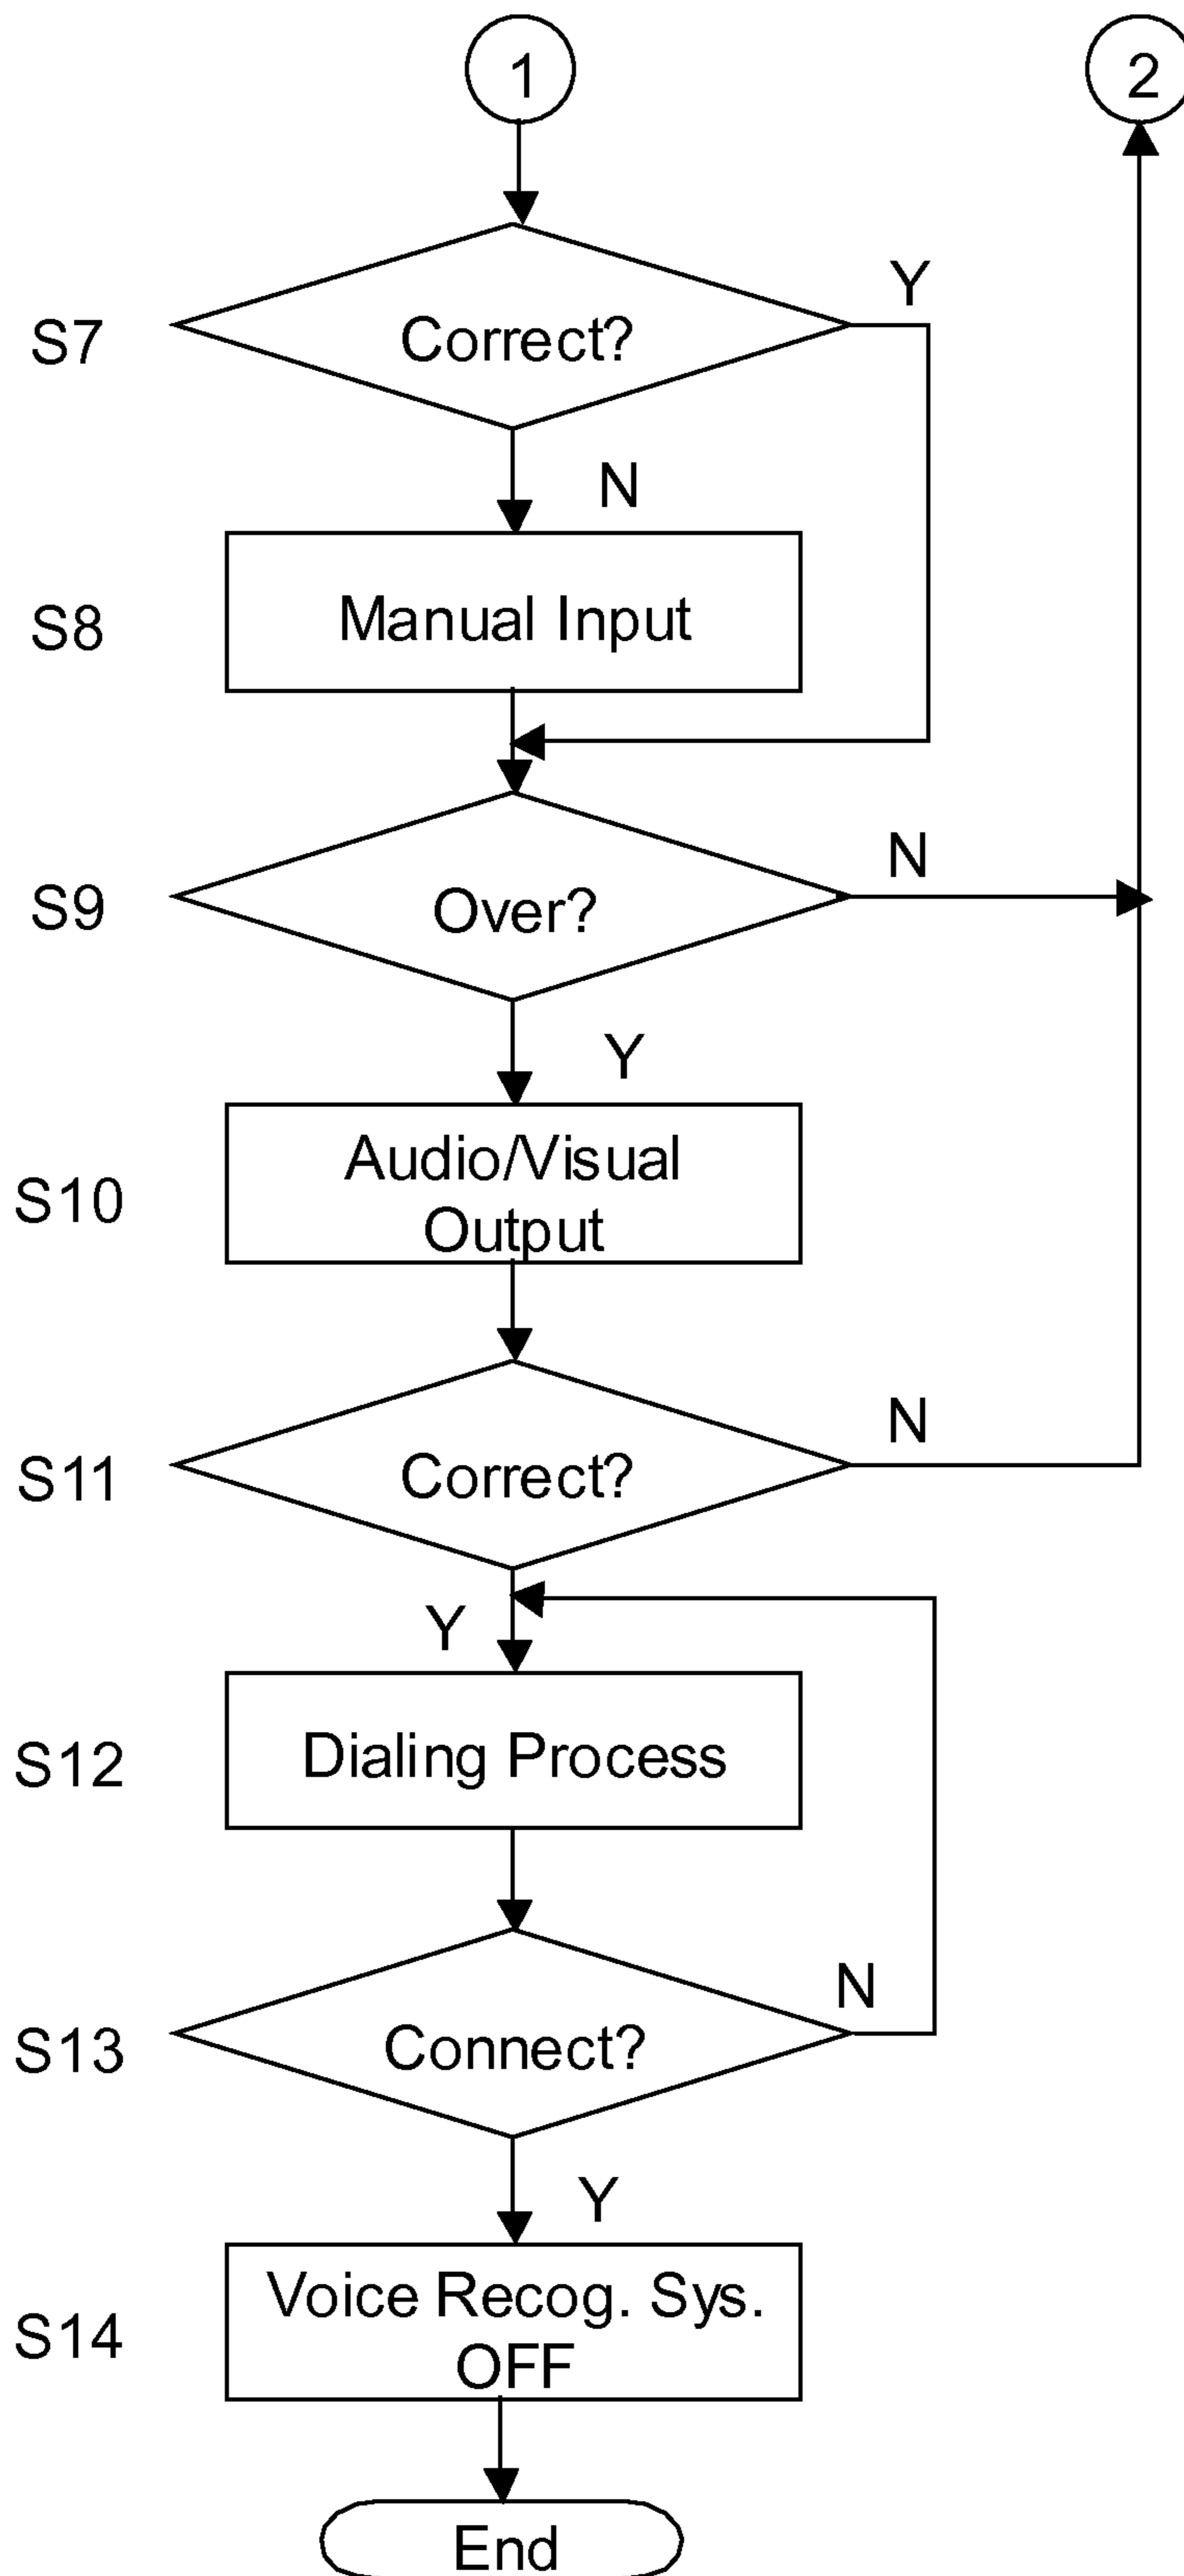 1
2
S7
Correct?
Y
N
S8
Manual Input
S9
Over?
N
Y
S10
Audio/Visual
Output
S11
Correct?
N
Y
S12
Dialing Process
S13
Connect?
N
Y
S14
Voice Recog. Sys.
OFF
End